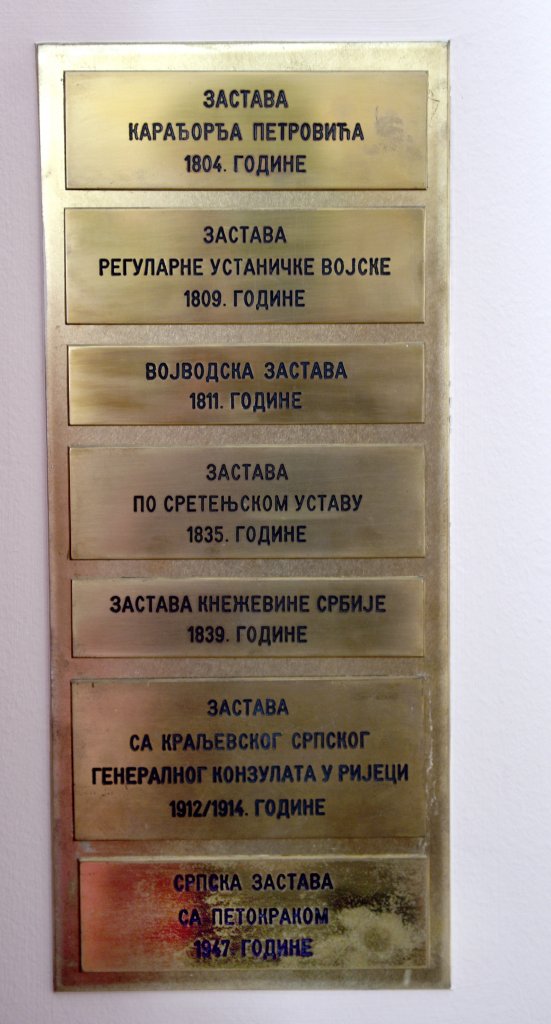 ЗАСТАВА
КАРАЂОРЂА ПЕТРОВИЋА
1804. ГОДИНЕ
ЗАСТАВА
РЕГУЛАРНЕ УСТАНИЧКЕ ВОЈСКЕ
1809. ГОДИНЕ
ВОЈВОДСКА ЗАСТАВА
1811. ГОДИНЕ
ЗАСТАВА
ПО СРЕТЕЊСКОМ УСТАВУ
1835. ГОДИНЕ
ЗАСТАВА КНЕЖЕВИНЕ СРБИЈЕ
1839. ГОДИНЕ
ЗАСТАВА
СА КРАЉЕВСКОГ СРПСКОГ
ГЕНЕРАЛНОГ КОНЗУЛАТА У РИЈЕЦИ
1912/1914. ГОДИНЕ
СРПСКА ЗАСТАВА
СА ПЕТОКРАКОМ
1947. ГОДИНЕ